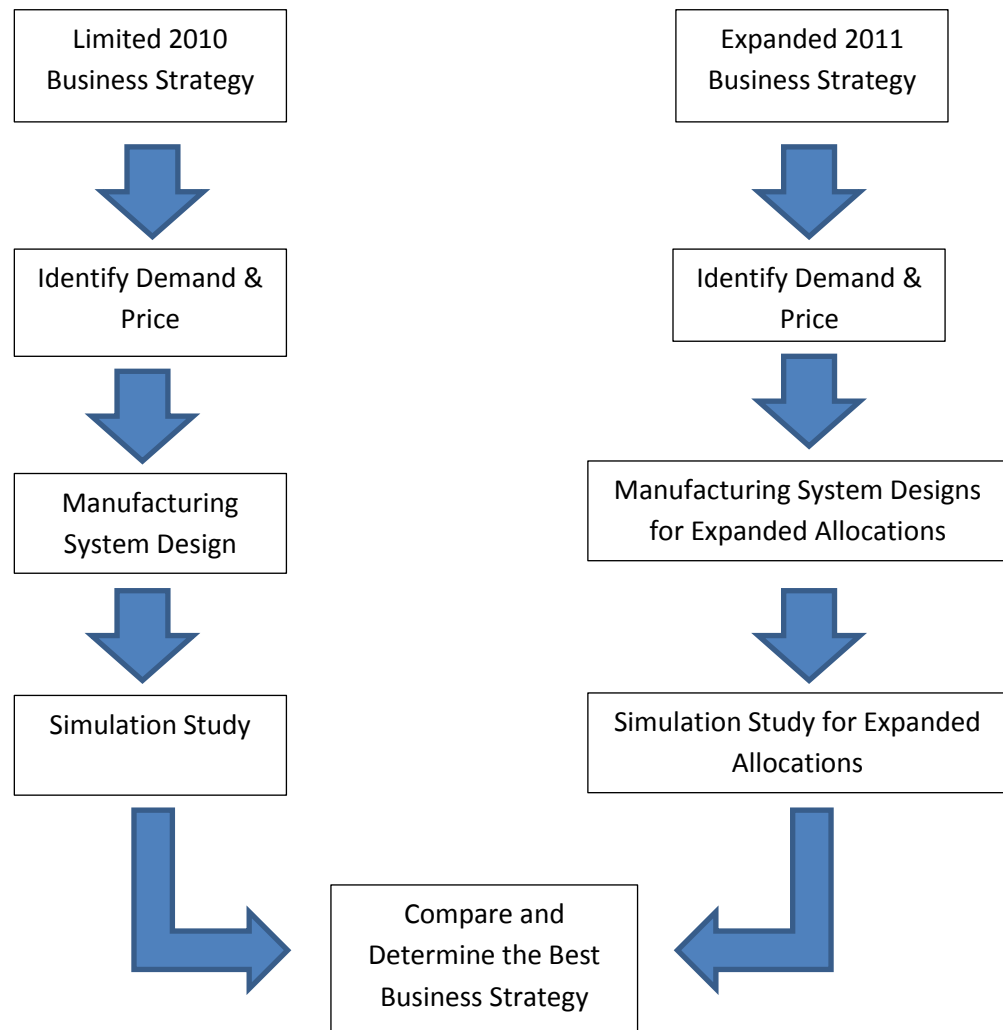 Limited 2010
Business Strategy
Expanded 2011
Business Strategy
Identify Demand &
Price
Identify Demand &
Price
Manufacturing
System Design
Manufacturing System Designs
for Expanded Allocations
Simulation Study
Simulation Study for Expanded
Allocations
Compare and
Determine the Best
Business Strategy